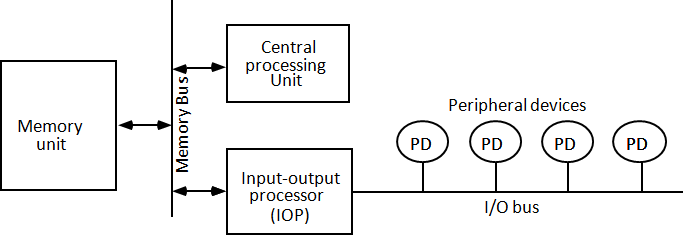 Memory
unit
Memory Bus
Central
processing
Unit
Input-output
processor
(IOP)
Peripheral devices
PD
PD
PD
PD
I/O bus